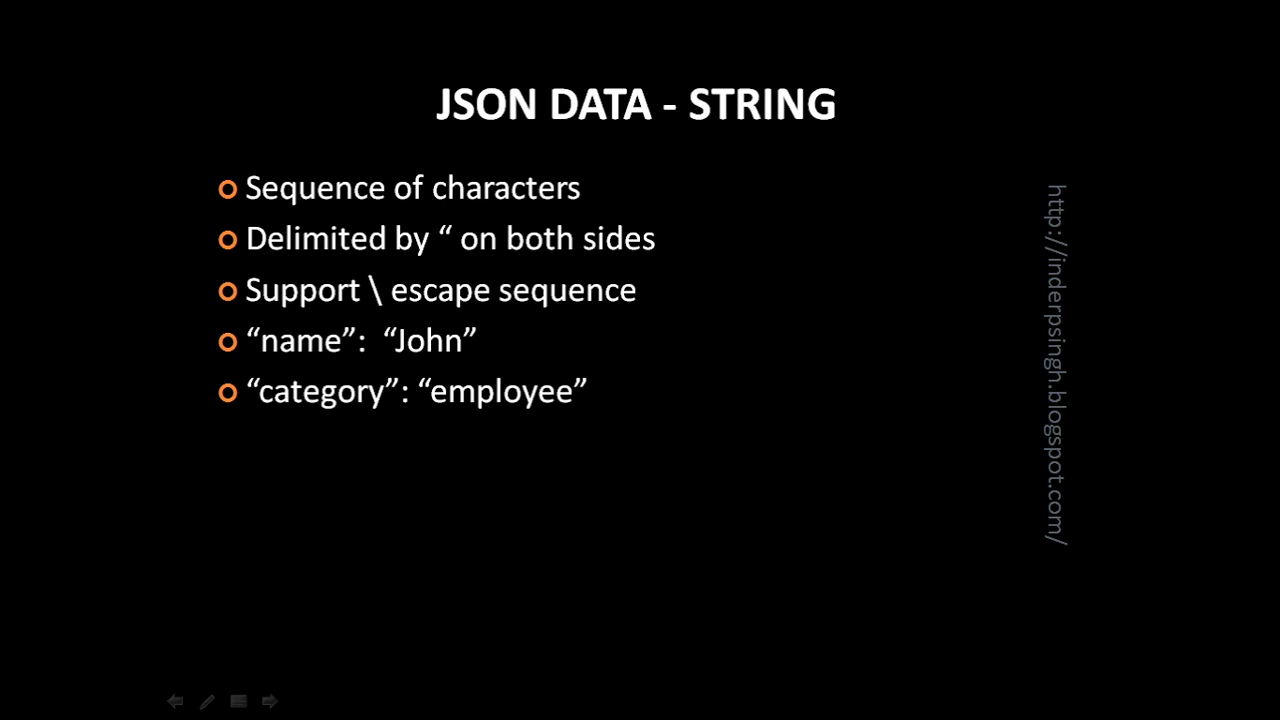 JSON DATA - STRING
Sequence of characters
Delimited by “ on both sides
Support \ escape sequence
“name”:  “John”
“category”: “employee”
http://inderpsingh.blogspot.com/